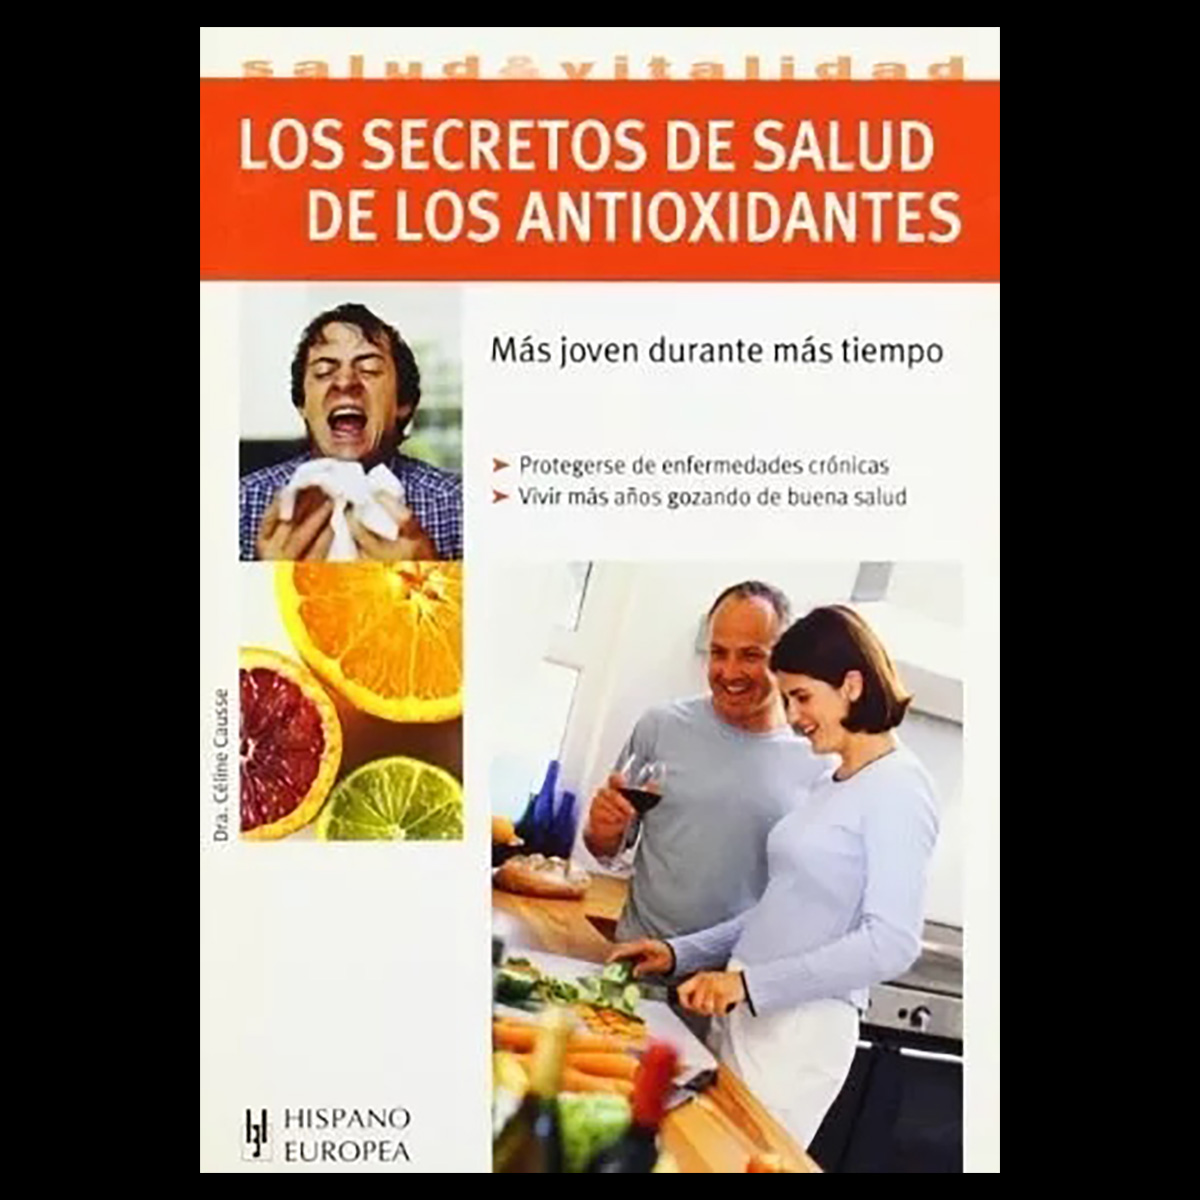 salud&vitalidad
LOS SECRETOS DE SALUD
DE LOS ANTIOXIDANTES
Más joven durante más tiempo
➤ Protegerse de enfermedades crónicas
➤ Vivir más años gozando de buena salud
Dra. Céline Causse
HISPANO
EUROPEA